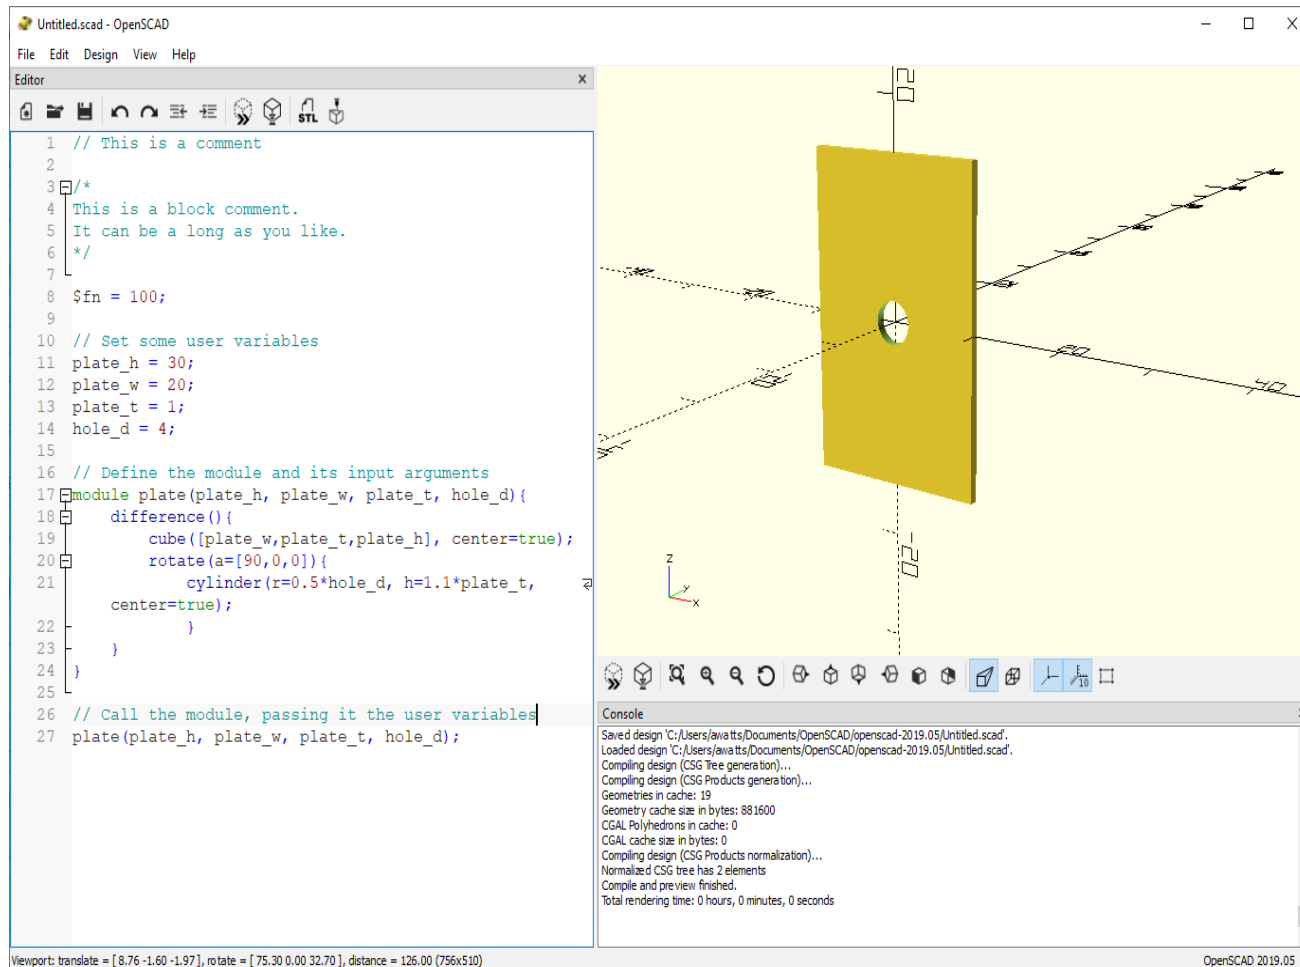 Untitled.scad - OpenSCAD
File Edit Design View Help
Editor
STL
1 // This is a comment
2
3 /*
4 This is a block comment.
5 It can be a long as you like.
6 */
7
8 $fn = 100;
9
10 // Set some user variables
11 plate_h = 30;
12 plate_w = 20;
13 plate_t = 1;
14 hole_d = 4;
15
16 // Define the module and its input arguments
17 module plate(plate_h, plate_w, plate_t, hole_d){
18 difference(){
19 cube([plate_w,plate_t,plate_h], center=true);
20 rotate(a=[90,0,0]){
21 cylinder(r=0.5*hole_d, h=1.1*plate_t,
center=true);
22 }
23 }
24 }
25
26 // Call the module, passing it the user variables
27 plate(plate_h, plate_w, plate_t, hole_d);
20
-20
Z
Y
X
10
Console
Saved design 'C:/Users/awatts/Documents/OpenSCAD/openscad-2019.05/Untitled.scad'.
Loaded design 'C:/Users/awatts/Documents/OpenSCAD/openscad-2019.05/Untitled.scad'.
Compiling design (CSG Tree generation)...
Compiling design (CSG Products generation)...
Geometries in cache: 19
Geometry cache size in bytes: 881600
CGAL Polyhedrons in cache: 0
CGAL cache size in bytes: 0
Compiling design (CSG Products normalization)...
Normalized CSG tree has 2 elements
Compile and preview finished.
Total rendering time: 0 hours, 0 minutes, 0 seconds
Viewport: translate = [ 8.76 -1.60 -1.97 ], rotate = [ 75.30 0.00 32.70 ], distance = 126.00 (756x510)
OpenSCAD 2019.05